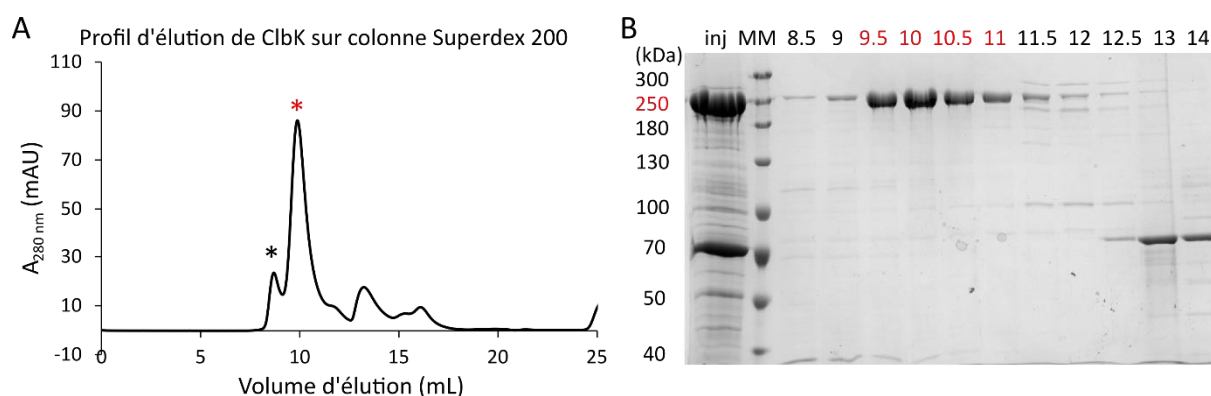 A
Profil d'élution de ClbK sur colonne Superdex 200
110
90
70
50
30
10
-10
A280 nm (mAU)
*
*
0 5 10 15 20 25
Volume d'élution (mL)
B
inj MM 8.5 9 9.5 10 10.5 11 11.5 12 12.5 13 14
(kDa)
300
250
180
130
100
70
50
40